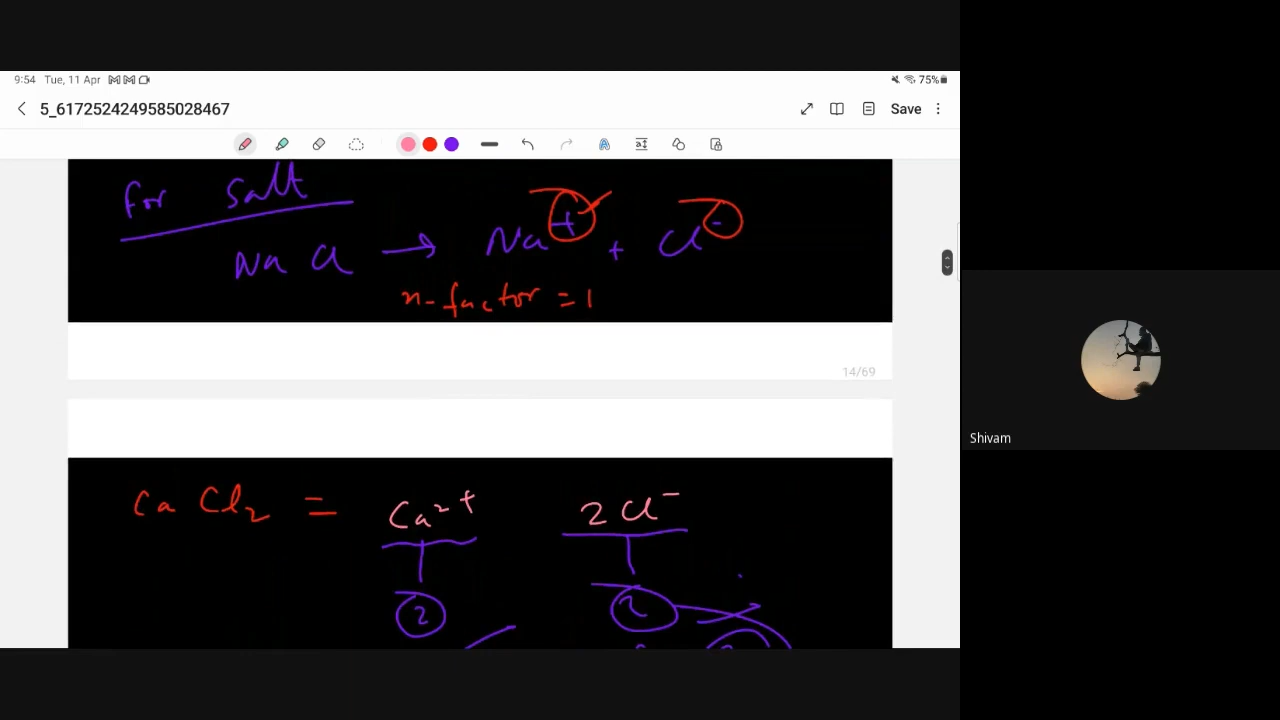 9:54 Tue, 11 Apr 75%
5_6172524249585028467 Save
for Salt
NaCl → Na+ + Cl-
n-factor = 1
14/69
CaCl2 = Ca2+ 2Cl-
2 2
Shivam